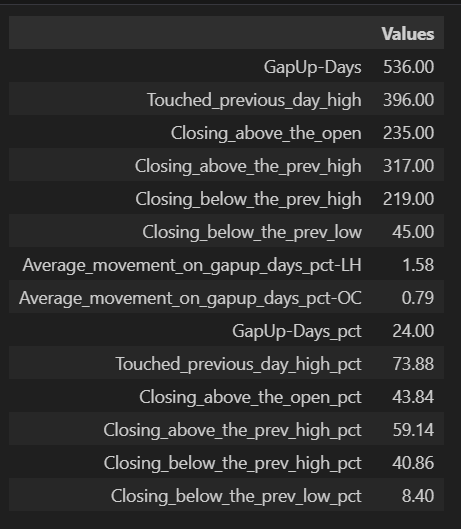 Values
GapUp-Days 536.00
Touched_previous_day_high 396.00
Closing_above_the_open 235.00
Closing_above_the_prev_high 317.00
Closing_below_the_prev_high 219.00
Closing_below_the_prev_low 45.00
Average_movement_on_gapup_days_pct-LH 1.58
Average_movement_on_gapup_days_pct-OC 0.79
GapUp-Days_pct 24.00
Touched_previous_day_high_pct 73.88
Closing_above_the_open_pct 43.84
Closing_above_the_prev_high_pct 59.14
Closing_below_the_prev_high_pct 40.86
Closing_below_the_prev_low_pct 8.40